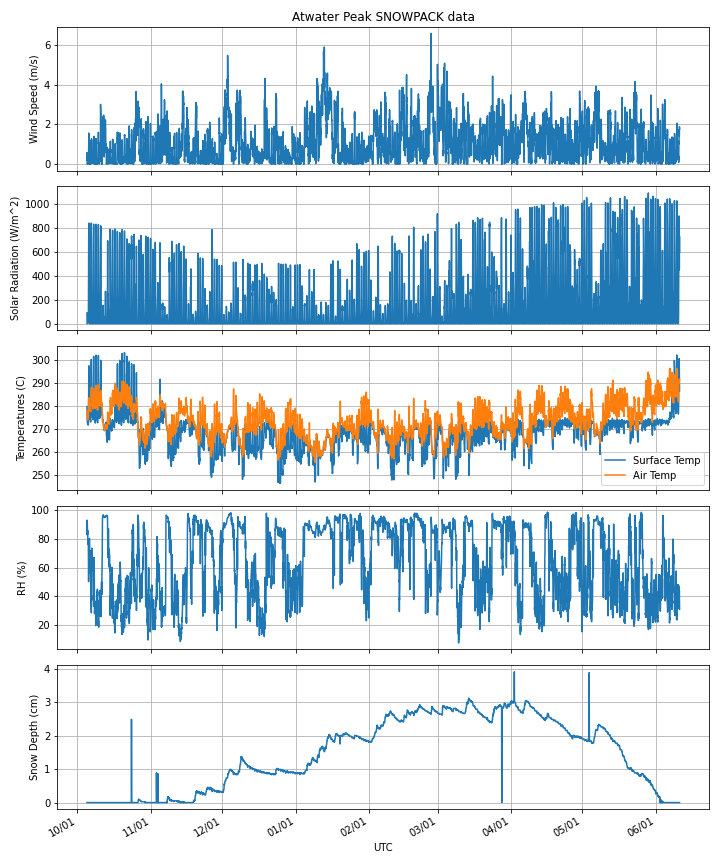 Atwater Peak SNOWPACK data
Wind Speed (m/s)
6
4
2
0
Solar Radiation (W/m^2)
1000
800
600
400
200
0
Temperatures (C)
300
290
280
270
260
250
Surface Temp
Air Temp
RH (%)
100
80
60
40
20
Snow Depth (cm)
4
3
2
1
0
10/01 11/01 12/01 01/01 02/01 03/01 04/01 05/01 06/01
UTC